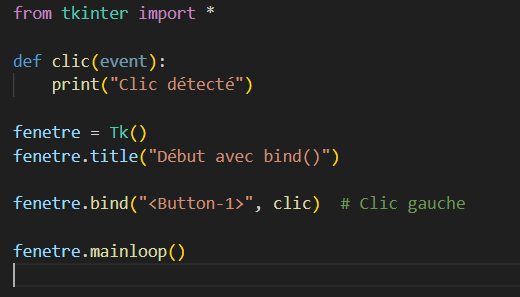 from tkinter import *
def clic(event):
    print("Clic détecté")
fenetre = Tk()
fenetre.title("Début avec bind()")
fenetre.bind("<Button-1>", clic)  # Clic gauche
fenetre.mainloop()